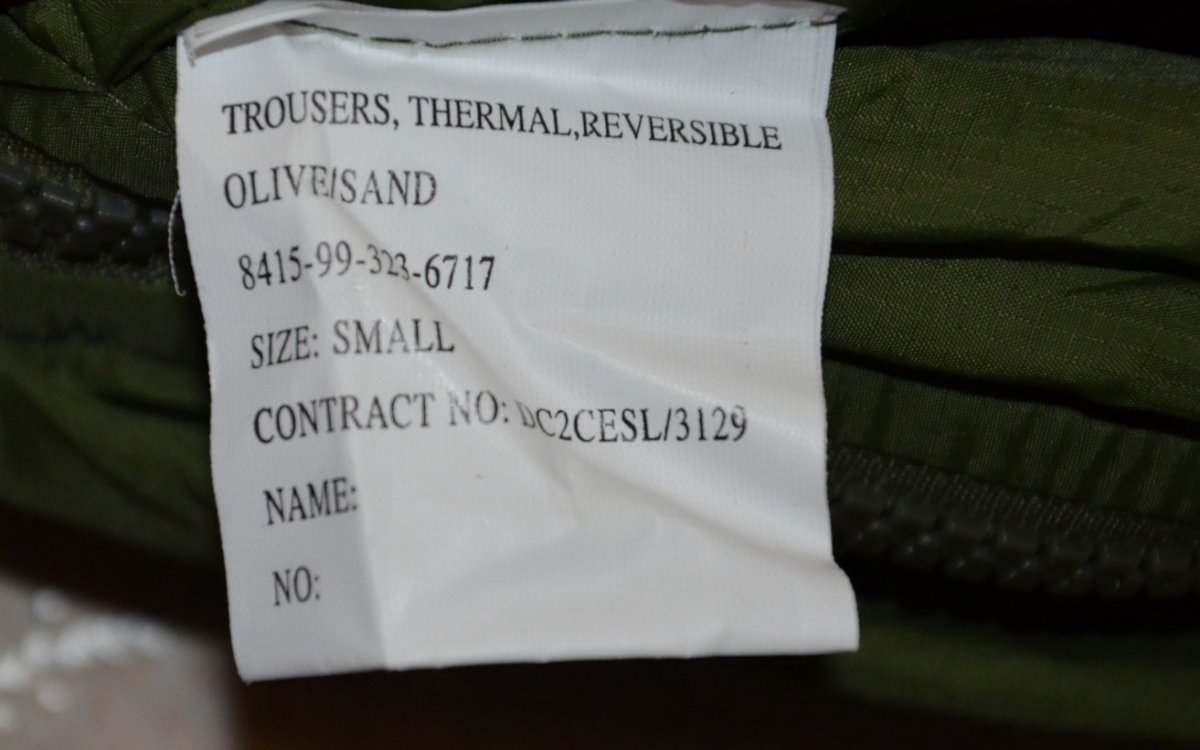 TROUSERS, THERMAL,REVERSIBLE
OLIVE/SAND
8415-99-323-6717
SIZE: SMALL
CONTRACT NO: DC2CESL/3129
NAME:
NO: